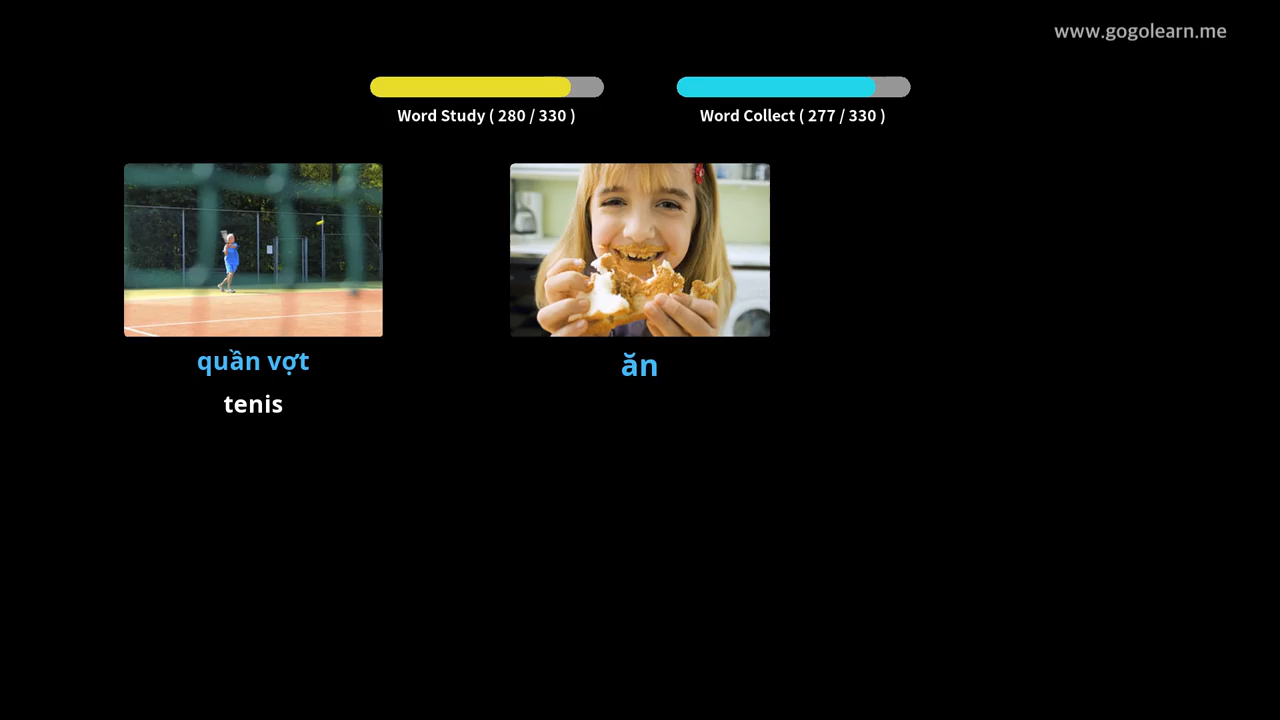 www.gogolearn.me
Word Study ( 280 / 330 )
Word Collect ( 277 / 330 )
quần vợt
tenis
ăn